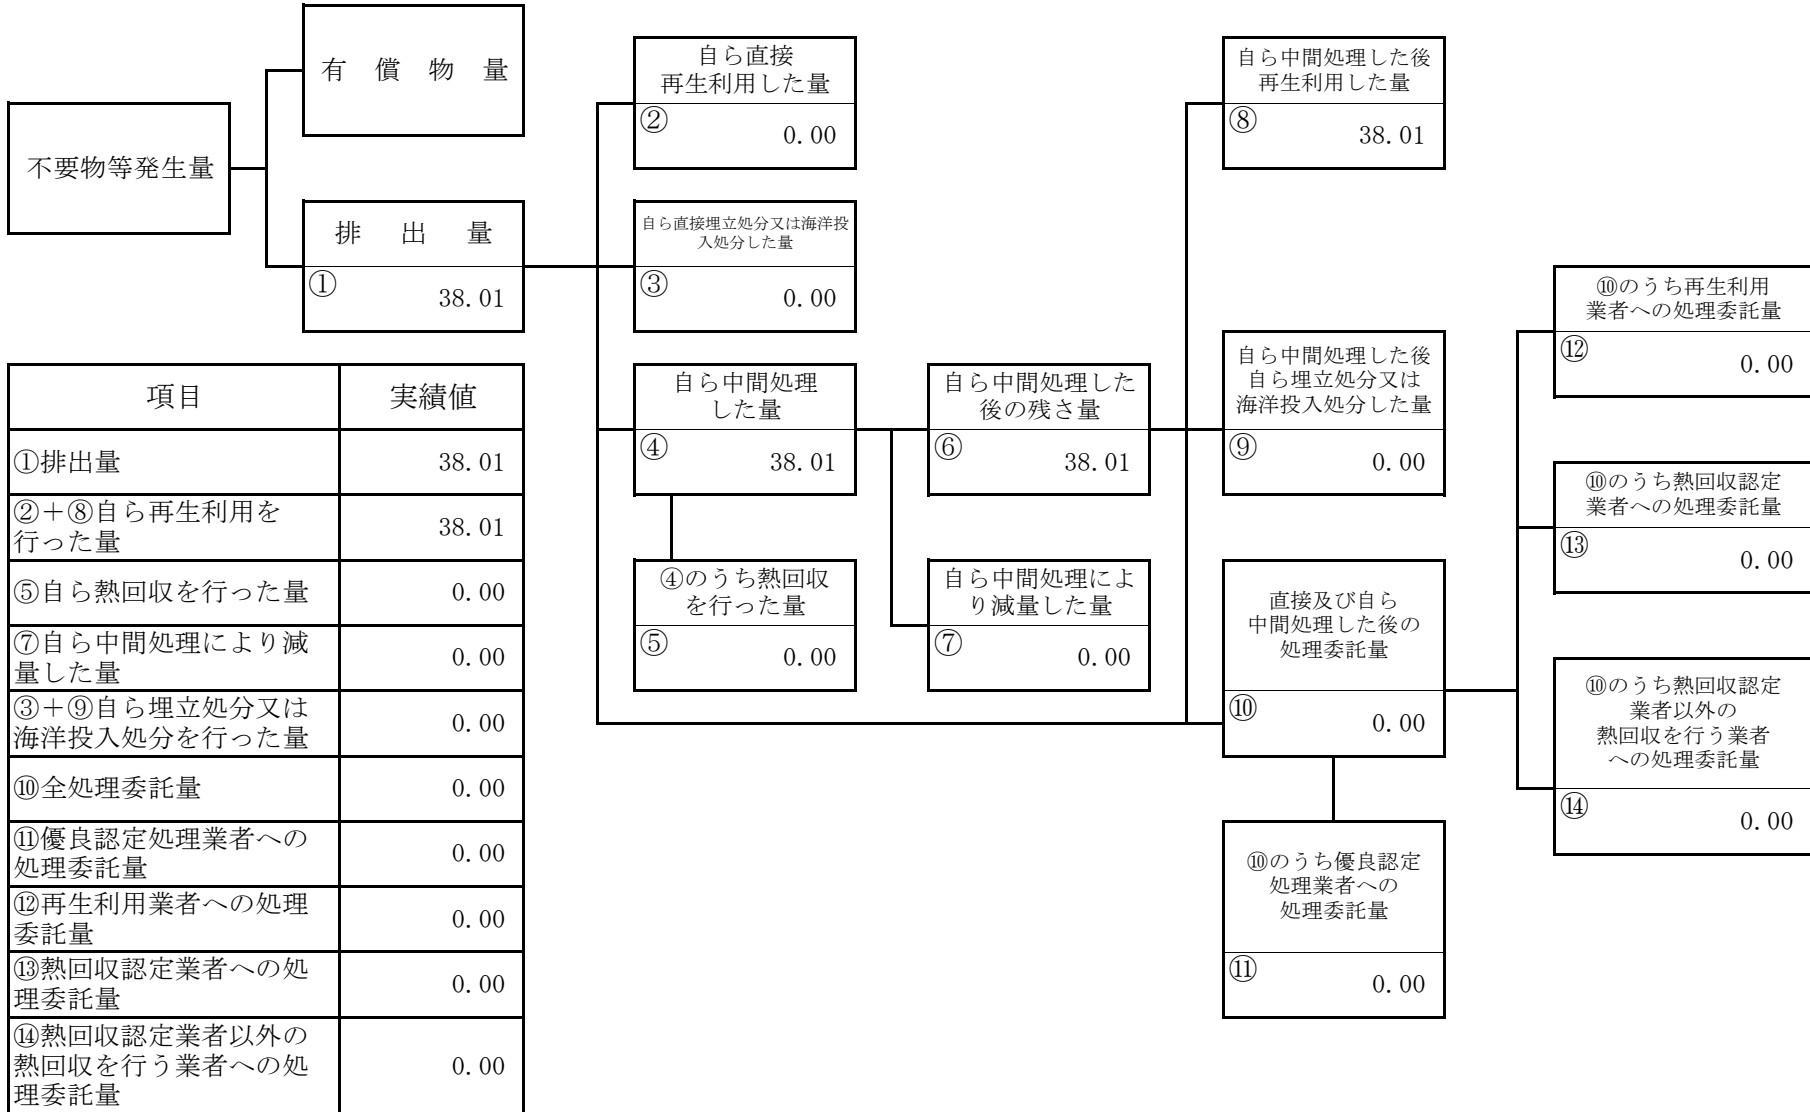 有償物量
不要物等発生量
排出量
①
38.01
自ら直接
再生利用した量
②
0.00
自ら直接埋立処分又は海洋投
入処分した量
③
0.00
自ら中間処理
した量
④
38.01
④のうち熱回収
を行った量
⑤
0.00
自ら中間処理した
後の残さ量
⑥
38.01
自ら中間処理によ
り減量した量
⑦
0.00
自ら中間処理した後
再生利用した量
⑧
38.01
自ら中間処理した後
自ら埋立処分又は
海洋投入処分した量
⑨
0.00
直接及び自ら
中間処理した後の
処理委託量
⑩
0.00
⑩のうち優良認定
処理業者への
処理委託量
⑪
0.00
⑩のうち再生利用
業者への処理委託量
⑫
0.00
⑩のうち熱回収認定
業者への処理委託量
⑬
0.00
⑩のうち熱回収認定
業者以外の
熱回収を行う業者
への処理委託量
⑭
0.00
項目 実績値
①排出量 38.01
②＋⑧自ら再生利用を
行った量 38.01
⑤自ら熱回収を行った量 0.00
⑦自ら中間処理により減
量した量 0.00
③＋⑨自ら埋立処分又は
海洋投入処分を行った量 0.00
⑩全処理委託量 0.00
⑪優良認定処理業者への
処理委託量 0.00
⑫再生利用業者への処理
委託量 0.00
⑬熱回収認定業者への処
理委託量 0.00
⑭熱回収認定業者以外の
熱回収を行う業者への処
理委託量 0.00